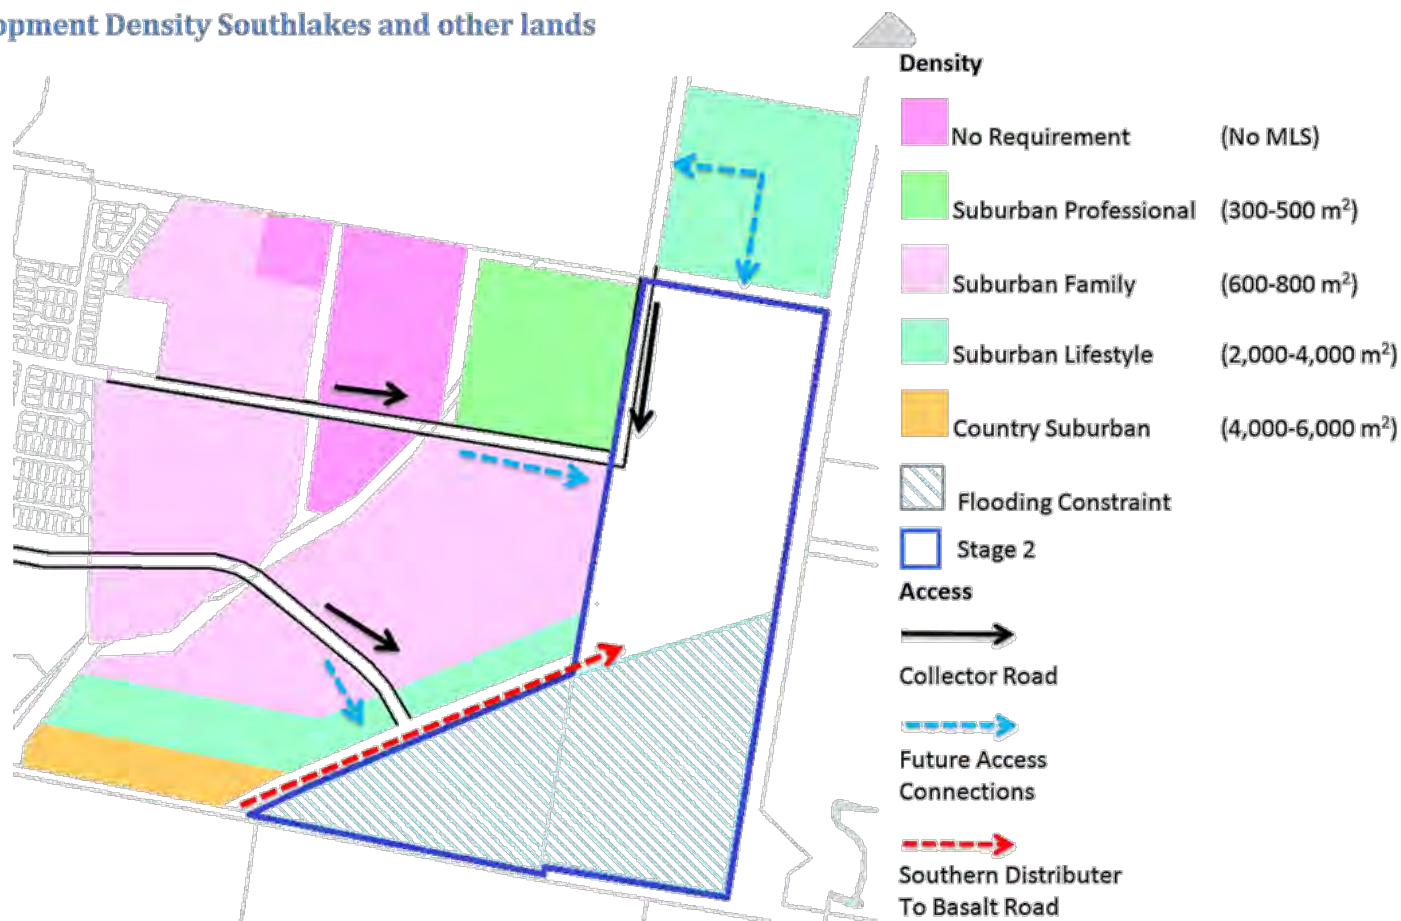 opment Density Southlakes and other lands
Density
No Requirement (No MLS)
Suburban Professional (300-500 m²)
Suburban Family (600-800 m²)
Suburban Lifestyle (2,000-4,000 m²)
Country Suburban (4,000-6,000 m²)
Flooding Constraint
Stage 2
Access
Collector Road
Future Access
Connections
Southern Distributer
To Basalt Road